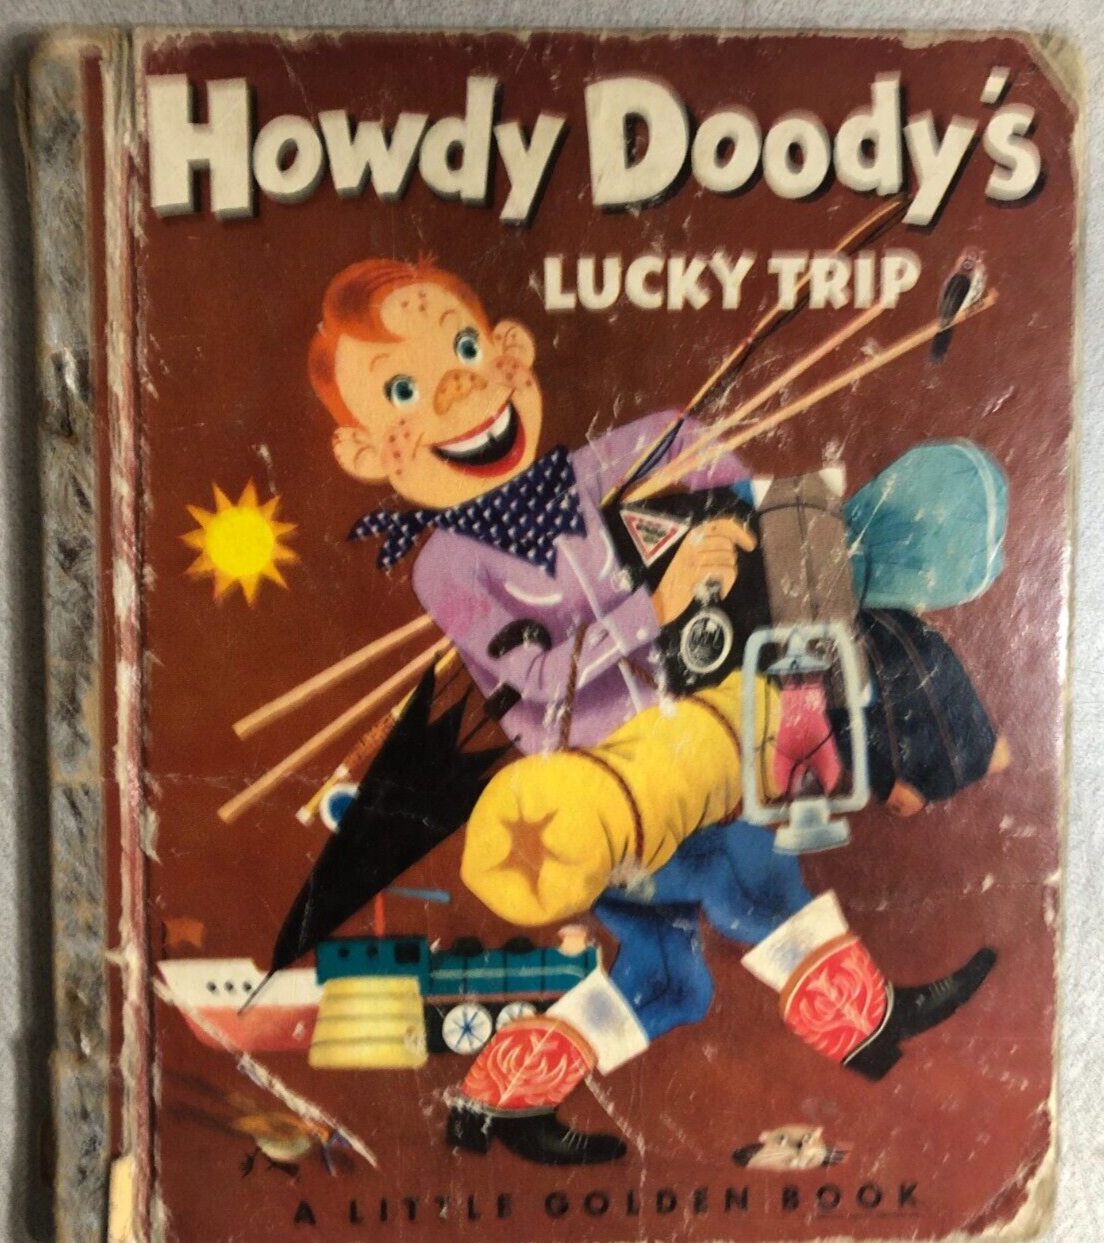 Howdy Doody's
LUCKY TRIP
A LITTLE GOLDEN BOOK